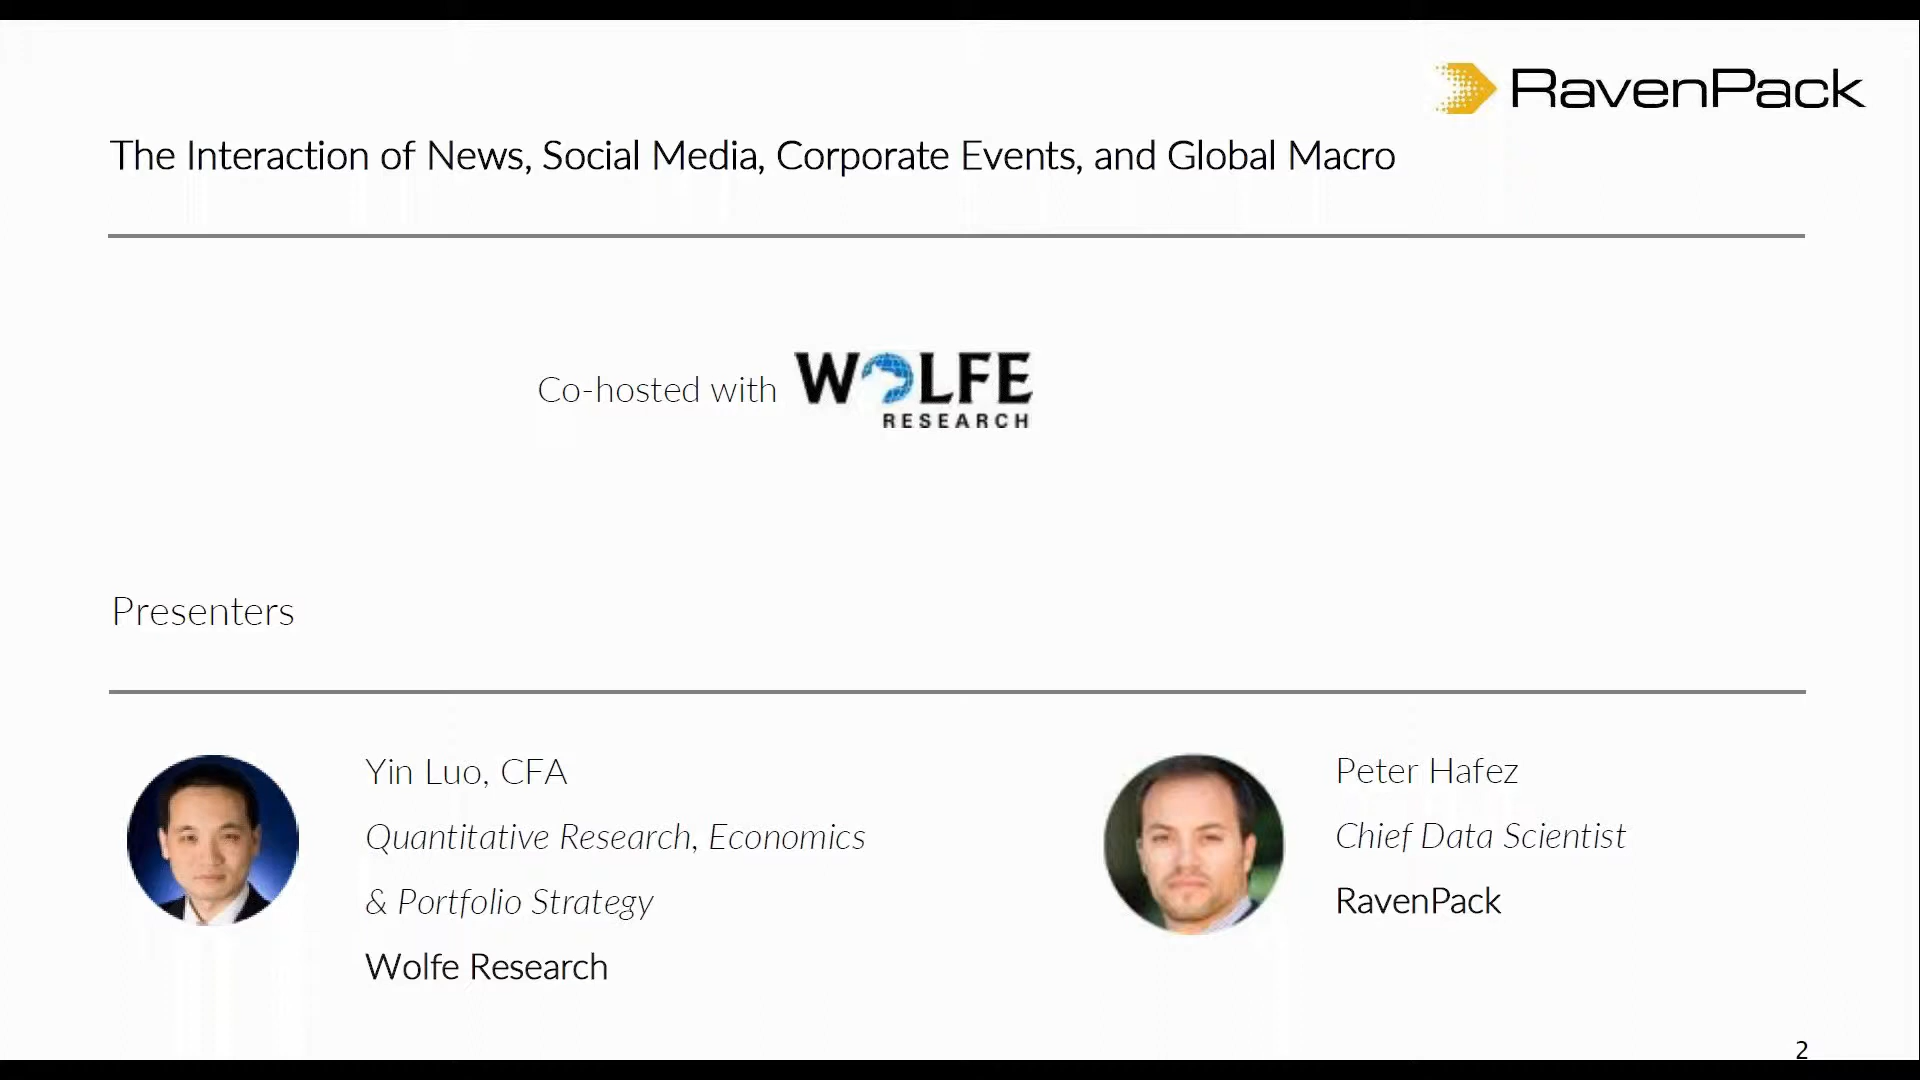 RavenPack
The Interaction of News, Social Media, Corporate Events, and Global Macro
Co-hosted with
WOLFE
RESEARCH
Presenters
Yin Luo, CFA
Quantitative Research, Economics
& Portfolio Strategy
Wolfe Research
Peter Hafez
Chief Data Scientist
RavenPack
2